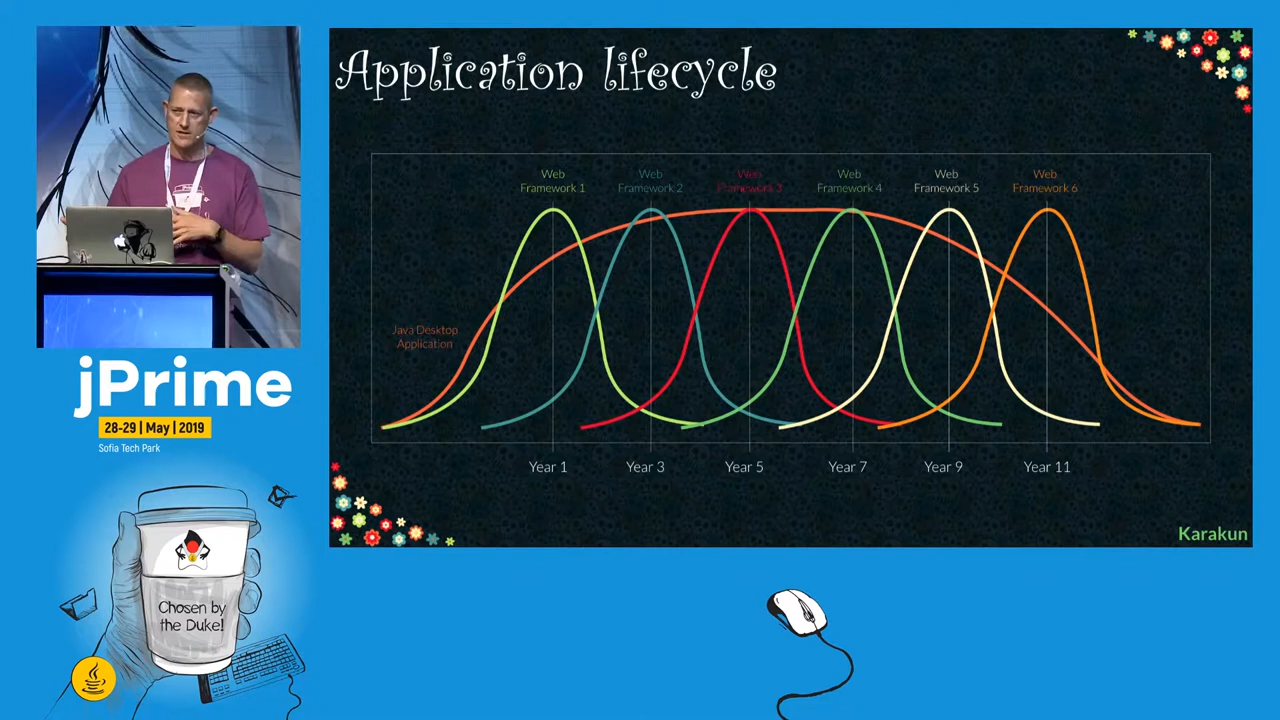 Application lifecycle
Web
Framework 1
Web
Framework 2
Web
Framework 3
Web
Framework 4
Web
Framework 5
Web
Framework 6
Java Desktop
Application
Year 1
Year 3
Year 5
Year 7
Year 9
Year 11
Karakun
jPrime
28-29 | May | 2019
Sofia Tech Park
Chosen by
the Duke!